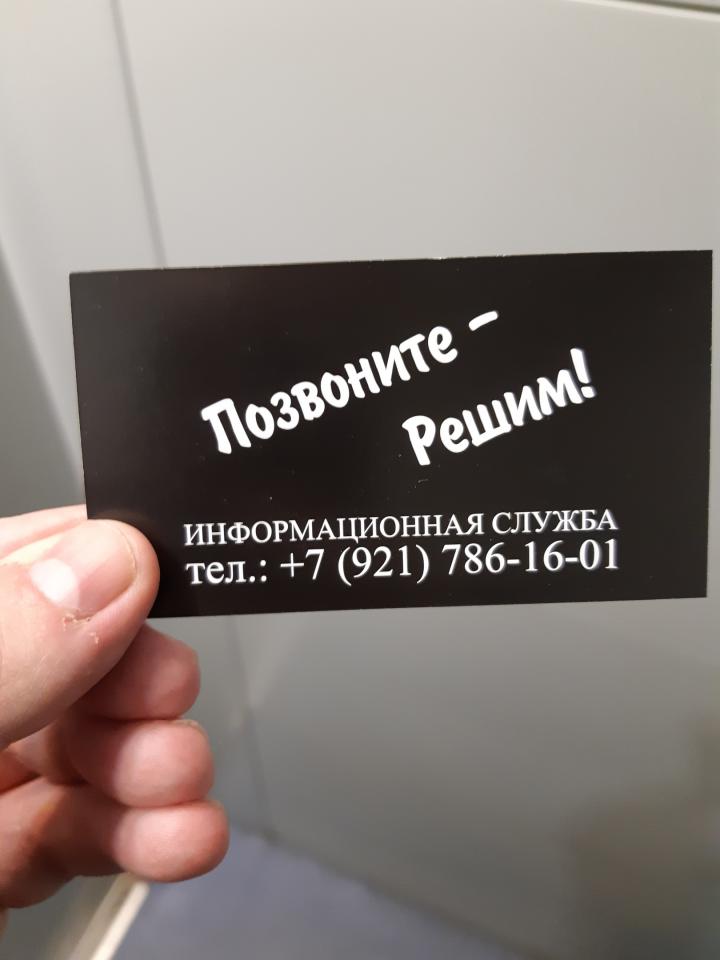 Позвоните -
Решим!
ИНФОРМАЦИОННАЯ СЛУЖБА
тел.: +7 (921) 786-16-01